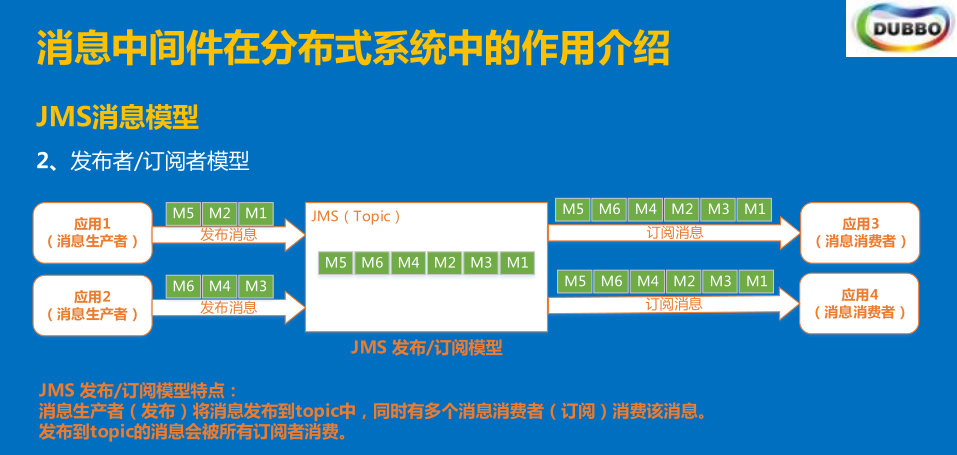 消息中间件在分布式系统中的作用介绍
DUBBO
JMS消息模型
2、发布者/订阅者模型
应用1
（消息生产者）
M5 M2 M1
发布消息
JMS（Topic）
M5 M6 M4 M2 M3 M1
M5 M6 M4 M2 M3 M1
订阅消息
应用3
（消息消费者）
应用2
（消息生产者）
M6 M4 M3
发布消息
M5 M6 M4 M2 M3 M1
订阅消息
应用4
（消息消费者）
JMS 发布/订阅模型
JMS 发布/订阅模型特点：
消息生产者（发布）将消息发布到topic中，同时有多个消息消费者（订阅）消费该消息。
发布到topic的消息会被所有订阅者消费。